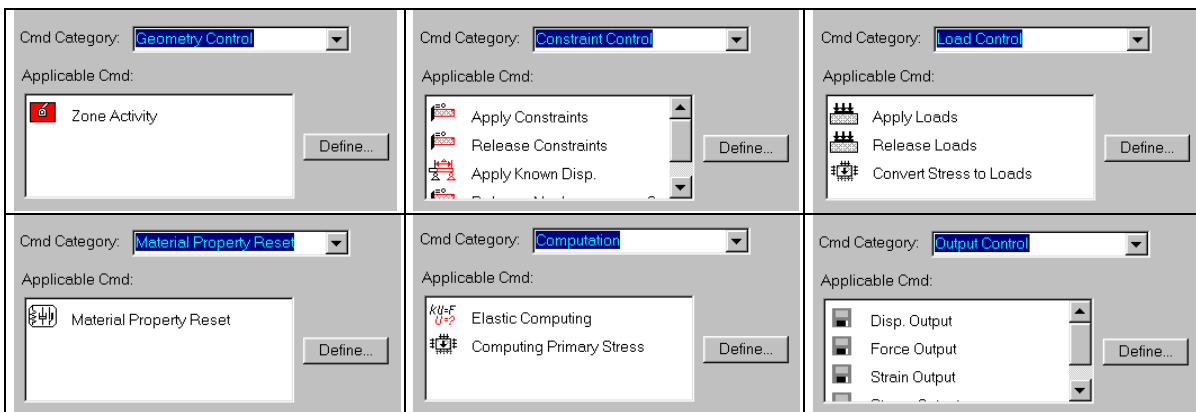 Cmd Category: Geometry Control
Applicable Cmd:
Zone Activity
Define...
Cmd Category: Constraint Control
Applicable Cmd:
Apply Constraints
Release Constraints
Apply Known Disp.
Define...
Cmd Category: Load Control
Applicable Cmd:
Apply Loads
Release Loads
Convert Stress to Loads
Define...
Cmd Category: Material Property Reset
Applicable Cmd:
Material Property Reset
Define...
Cmd Category: Computation
Applicable Cmd:
KU=F
U=?
Elastic Computing
Computing Primary Stress
Define...
Cmd Category: Output Control
Applicable Cmd:
Disp. Output
Force Output
Strain Output
Define...